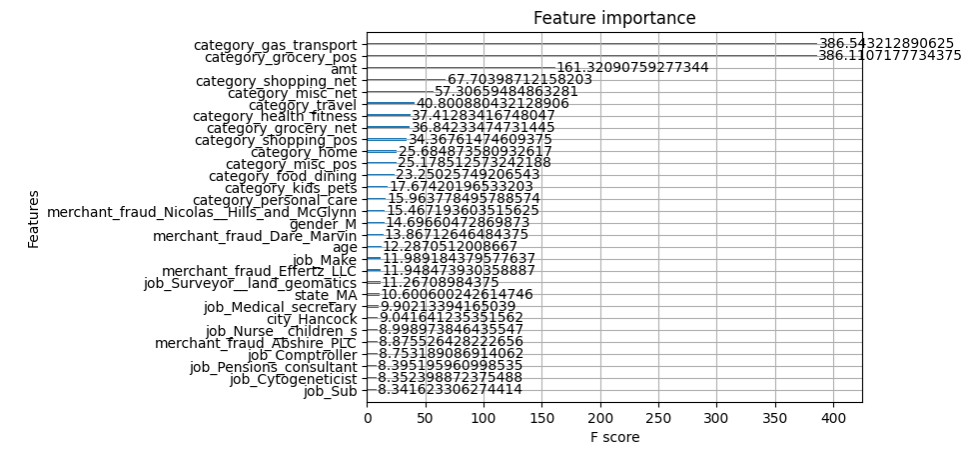 Feature importance
category_gas_transport 386.543212890625
category_grocery_pos 386.1107177734375
amt 161.32090759277344
category_shopping_net 67.70398712158203
category_misc_net 57.30659484863281
category_travel 40.800880432128906
category_health_fitness 37.41283416748047
category_grocery_net 36.84233474731445
category_shopping_pos 34.36761474609375
category_home 25.684873580932617
category_misc_pos 25.178512573242188
category_food_dining 23.25025749206543
category_kids_pets 17.67420196533203
category_personal_care 15.963778495788574
merchant_fraud_Nicolas__Hills_and_McGlynn 15.467193603515625
gender_M 14.69660472869873
merchant_fraud_Dare_Marvin 13.86712646484375
age 12.2870512008667
job_Make 11.989184379577637
merchant_fraud_Effertz_LLC 11.948473930358887
job_Surveyor__land_geomatics 11.26708984375
state_MA 10.600600242614746
job_Medical_secretary 9.90213394165039
city_Hancock 9.041641235351562
job_Nurse__children_s 8.998973846435547
merchant_fraud_Abshire_PLC 8.875526428222656
job_Comptroller 8.753189086914062
job_Pensions_consultant 8.395195960998535
job_Cytogeneticist 8.352398872375488
job_Sub 8.341623306274414
Features
0 50 100 150 200 250 300 350 400
F score